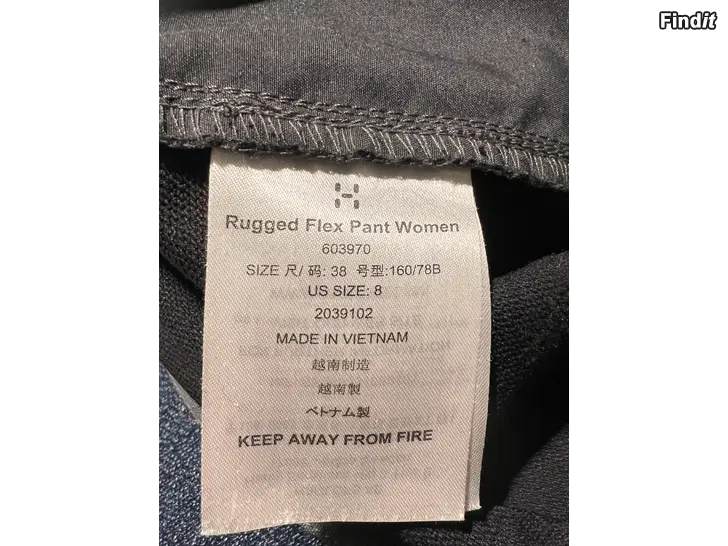 Findit
Rugged Flex Pant Women
603970
SIZE 尺/ 码: 38 号型:160/78B
US SIZE: 8
2039102
MADE IN VIETNAM
越南制造
越南製
ベトナム製
KEEP AWAY FROM FIRE